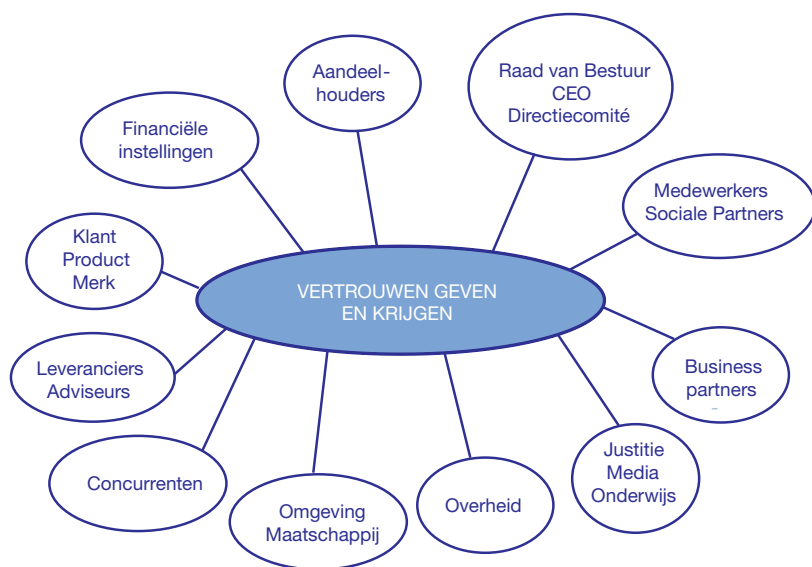 Aandeel-
houders
Raad van Bestuur
CEO
Directiecomité
Financiële
instellingen
Medewerkers
Sociale Partners
Klant
Product
Merk
VERTROUWEN GEVEN
EN KRIJGEN
Leveranciers
Adviseurs
Business
partners
Concurrenten
Omgeving
Maatschappij
Overheid
Justitie
Media
Onderwijs